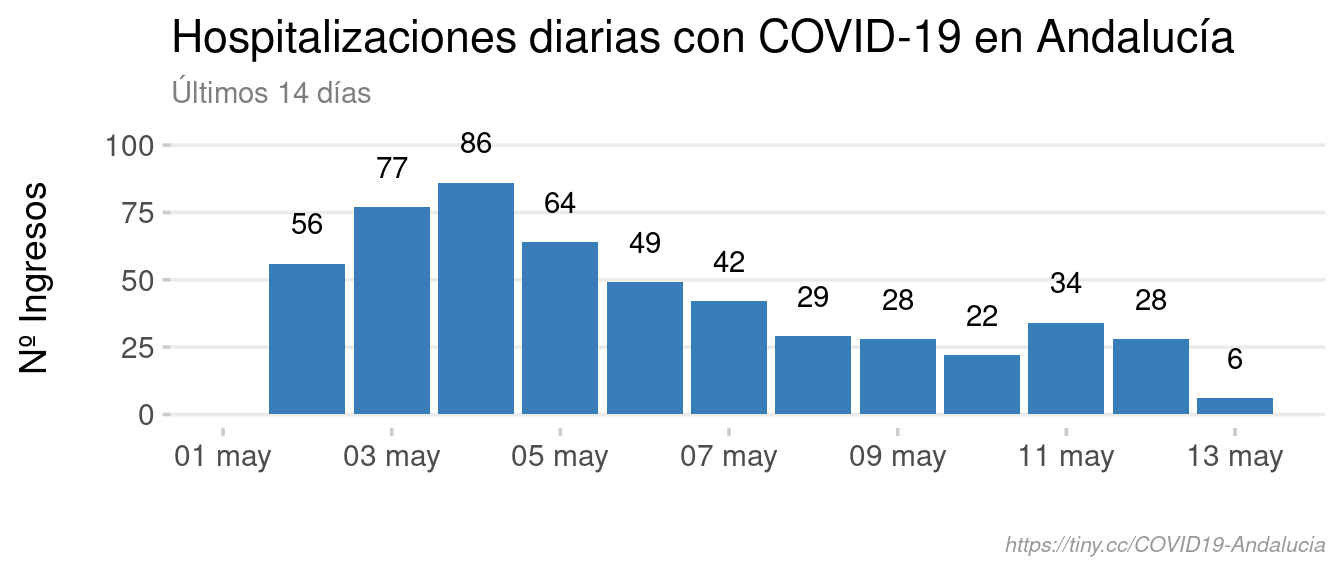 Hospitalizaciones diarias con COVID-19 en Andalucía
Últimos 14 días
Nº Ingresos
100
75
50
25
0
56
77
86
64
49
42
29
28
22
34
28
6
01 may
03 may
05 may
07 may
09 may
11 may
13 may
https://tiny.cc/COVID19-Andalucia